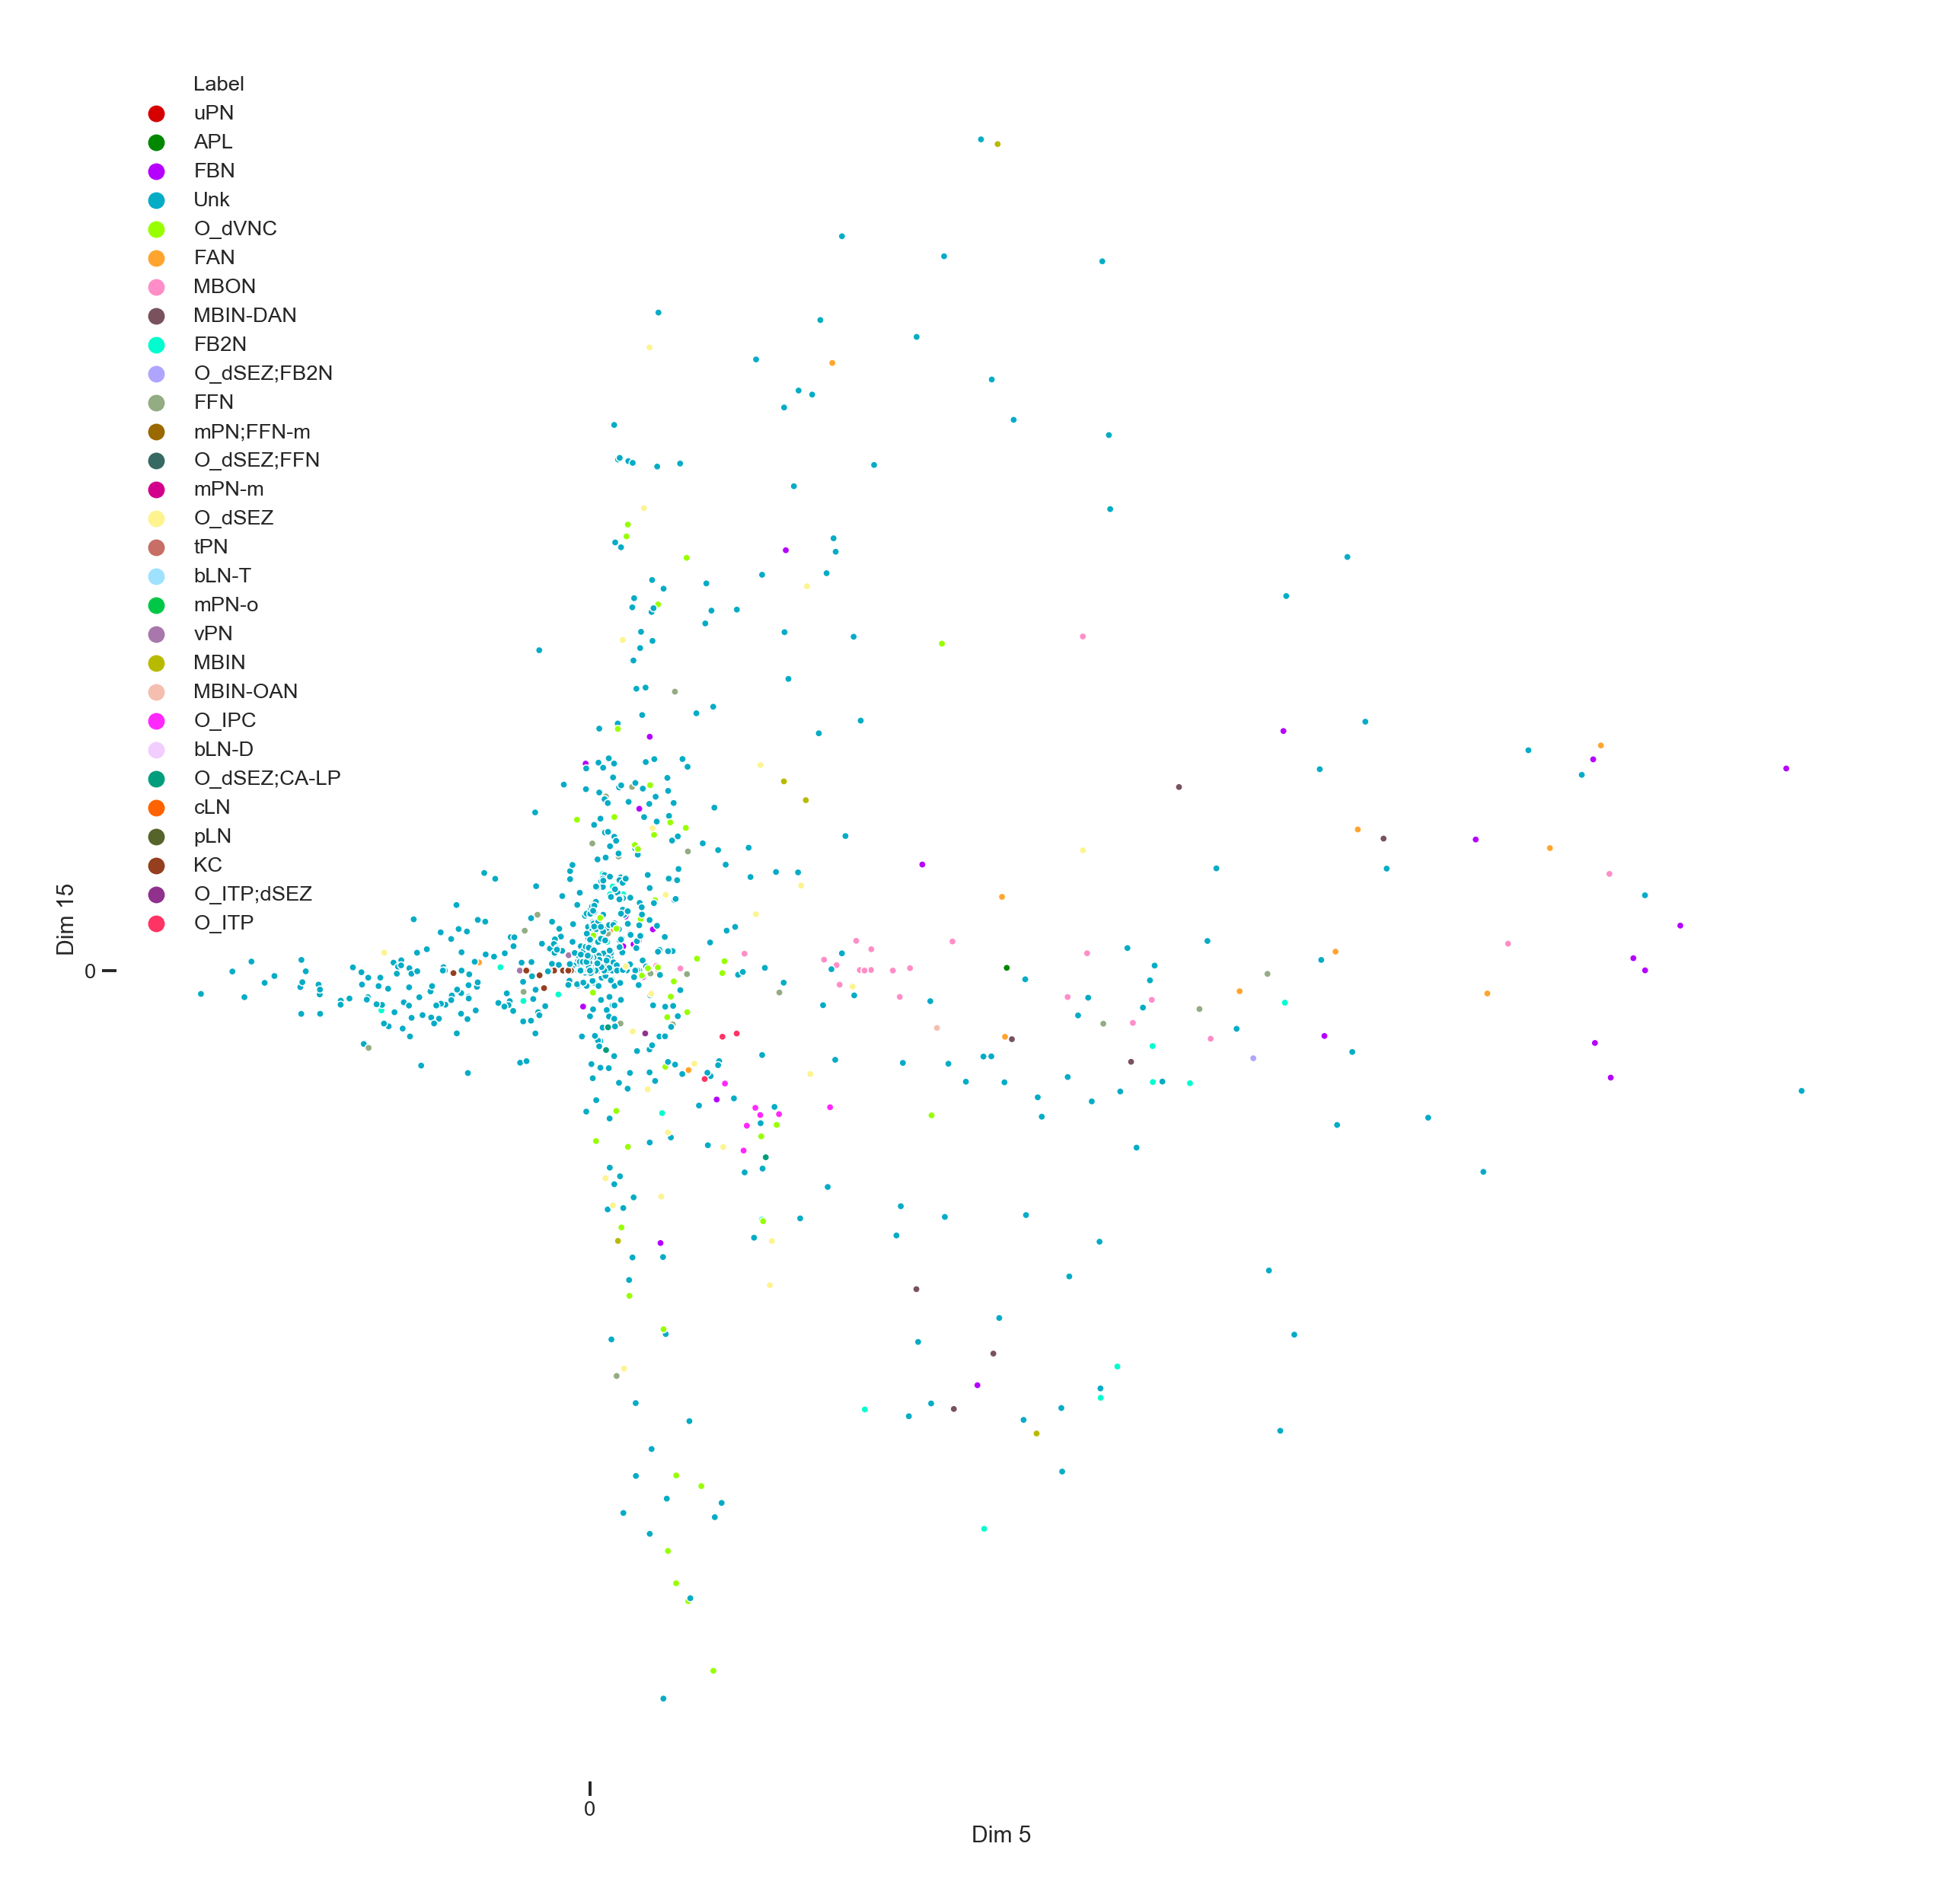 Label
uPN
APL
FBN
Unk
O_dVNC
FAN
MBON
MBIN-DAN
FB2N
O_dSEZ;FB2N
FFN
mPN;FFN-m
O_dSEZ;FFN
mPN-m
O_dSEZ
tPN
bLN-T
mPN-o
vPN
MBIN
MBIN-OAN
O_IPC
bLN-D
O_dSEZ;CA-LP
cLN
pLN
KC
O_ITP;dSEZ
O_ITP
Dim 15
0
0
Dim 5